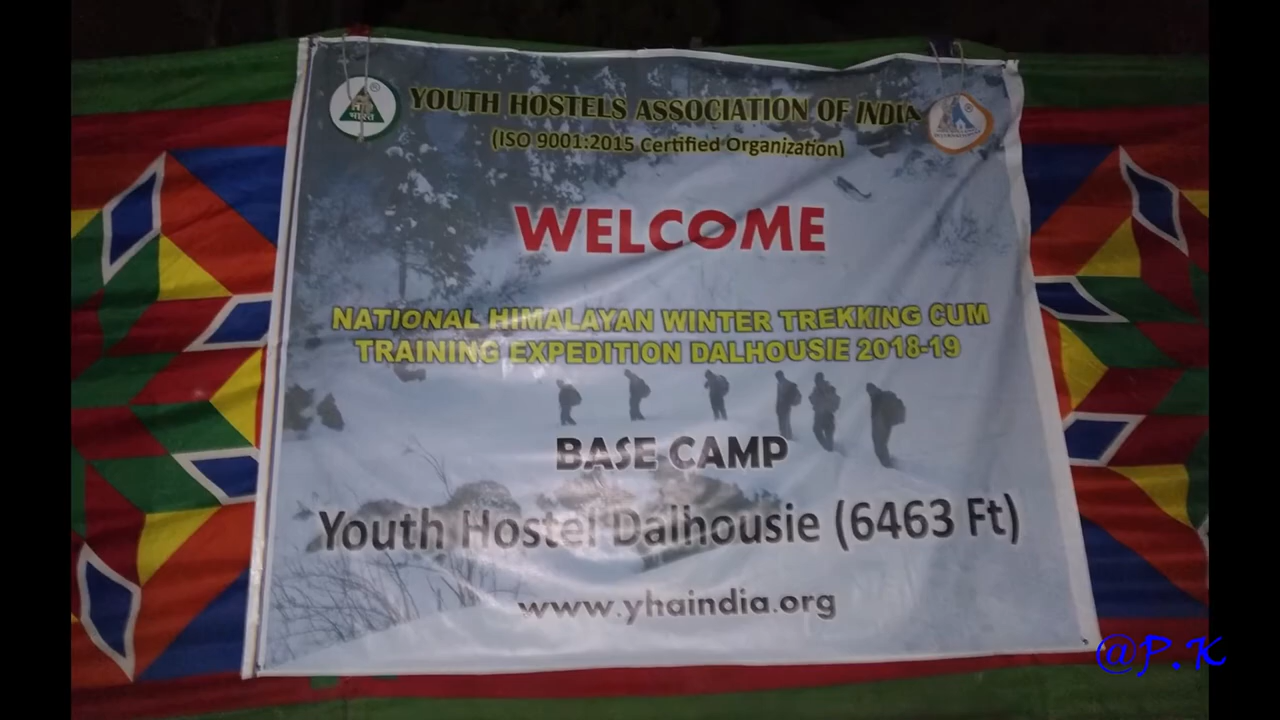 YOUTH HOSTELS ASSOCIATION OF INDIA
(ISO 9001:2015 Certified Organization)
भारत
WELCOME
NATIONAL HIMALAYAN WINTER TREKKING CUM
TRAINING EXPEDITION DALHOUSIE 2018-19
BASE CAMP
Youth Hostel Dalhousie (6463 Ft)
www.yhaindia.org
@P.K